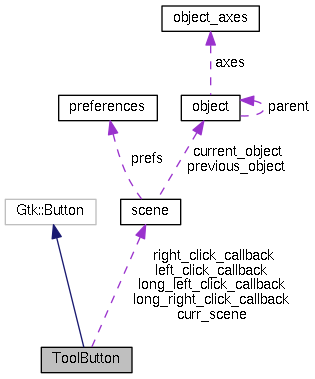 object_axes
axes
preferences
object
parent
prefs
current_object
previous_object
Gtk::Button
scene
right_click_callback
left_click_callback
long_left_click_callback
long_right_click_callback
curr_scene
ToolButton